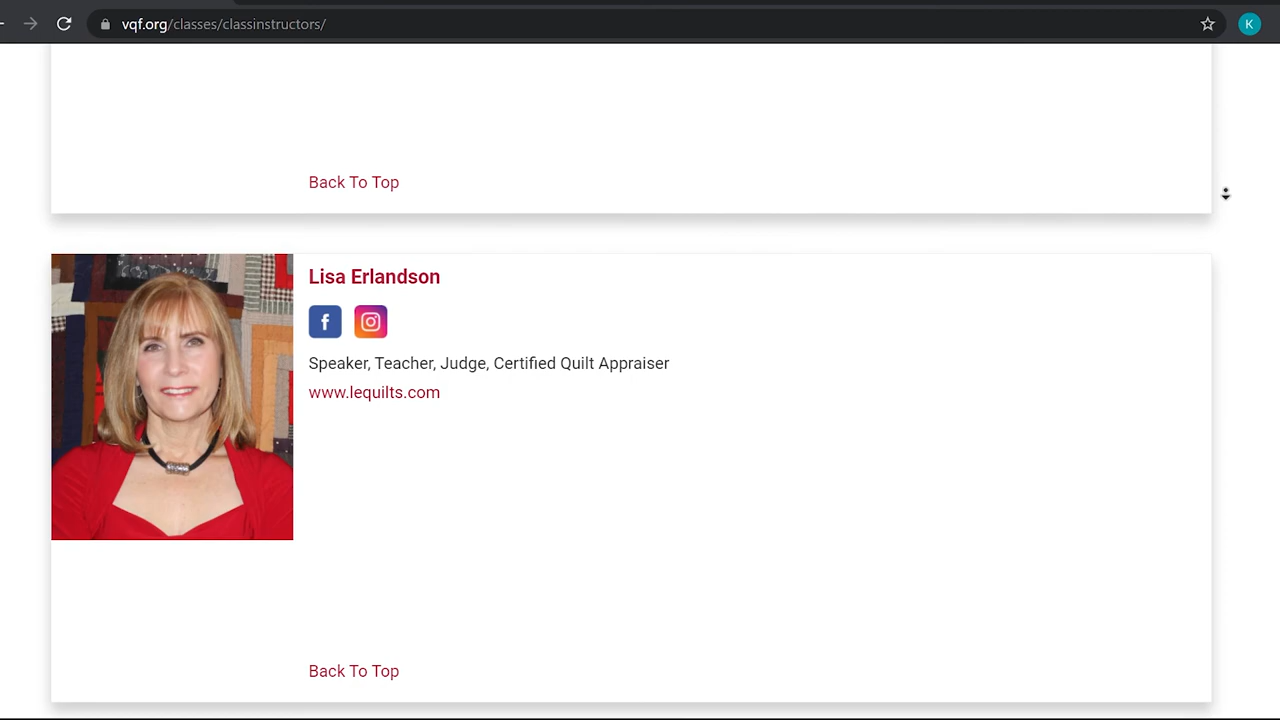 vqf.org/classes/classinstructors/
K
Back To Top
Lisa Erlandson
Speaker, Teacher, Judge, Certified Quilt Appraiser
www.lequilts.com
Back To Top